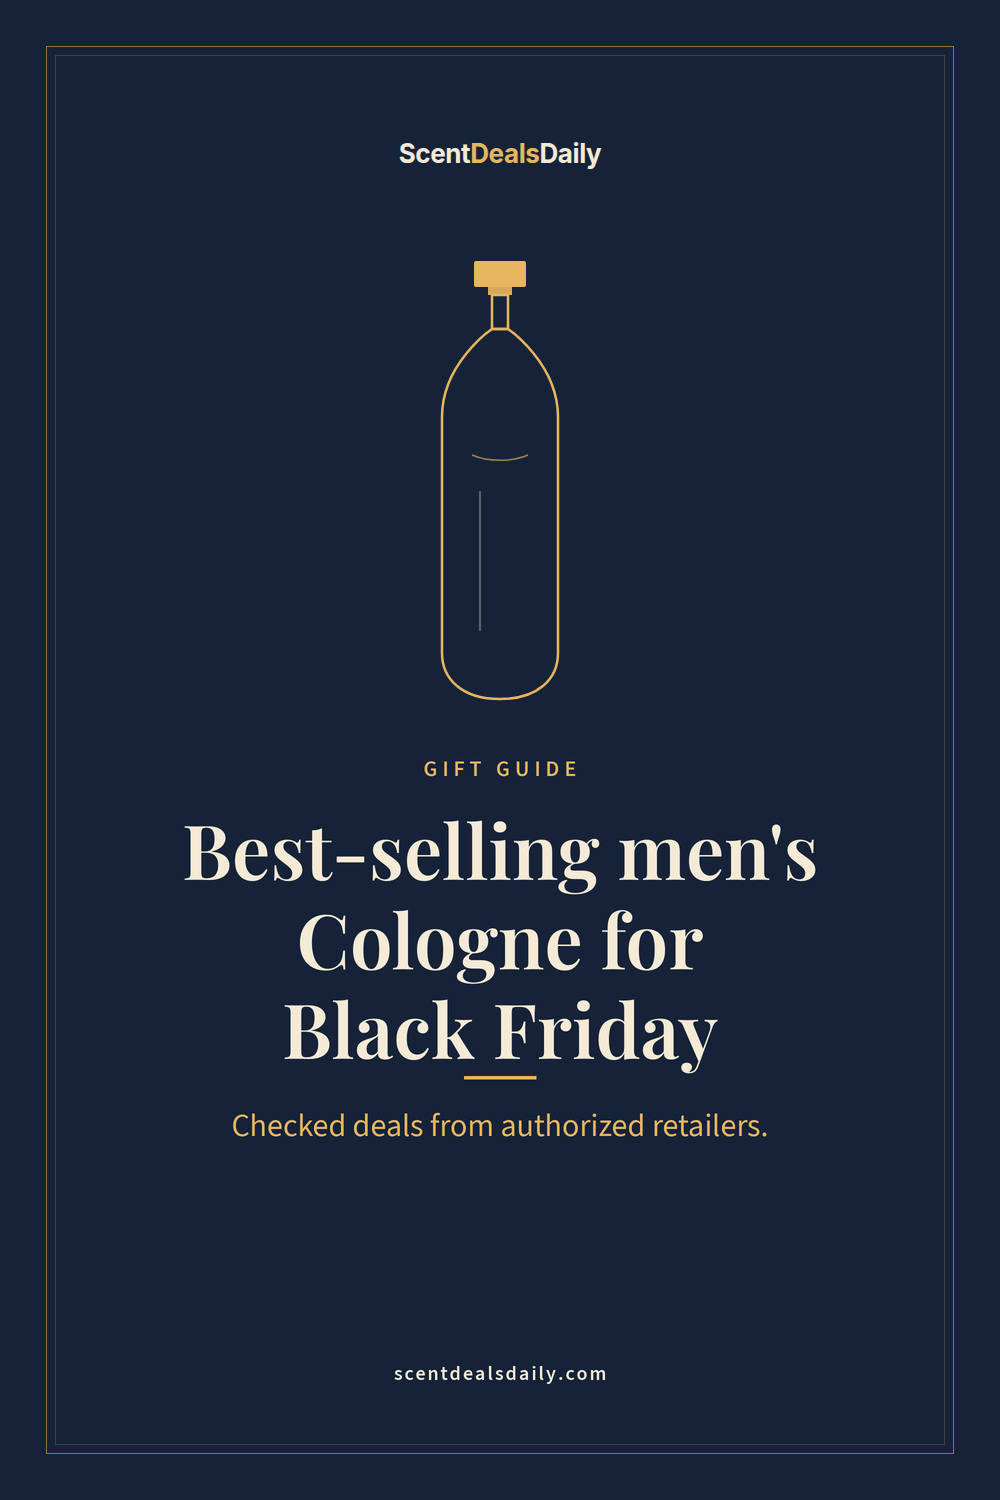 ScentDealsDaily
GIFT GUIDE
Best-selling men's
Cologne for
Black Friday
Checked deals from authorized retailers.
scentdealsdaily.com